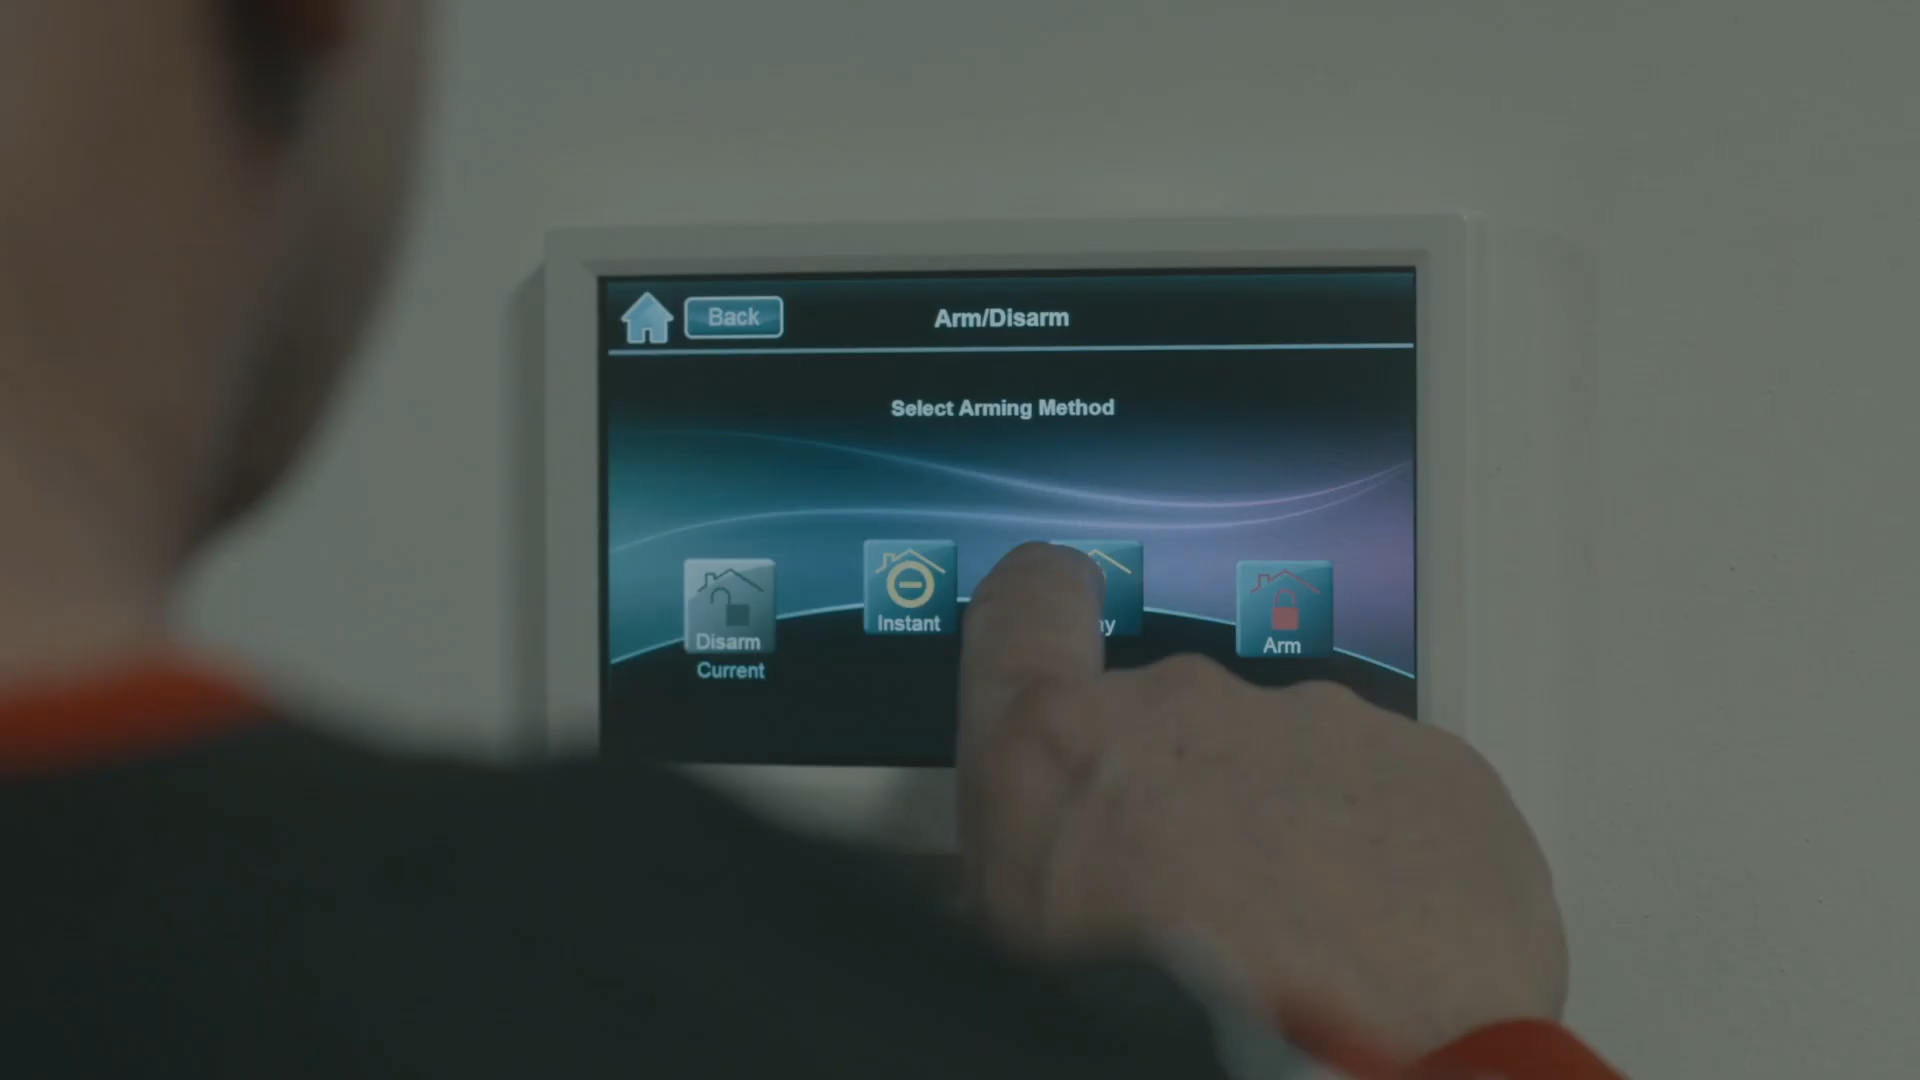 Back
Arm/Disarm
Select Arming Method
Disarm
Instant
Arm
Current